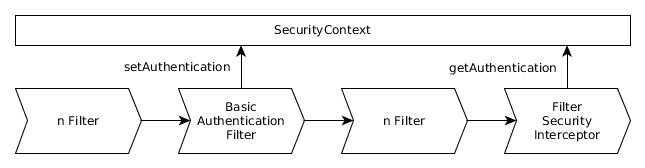 SecurityContext
setAuthentication
getAuthentication
n Filter
Basic
Authentication
Filter
n Filter
Filter
Security
Interceptor